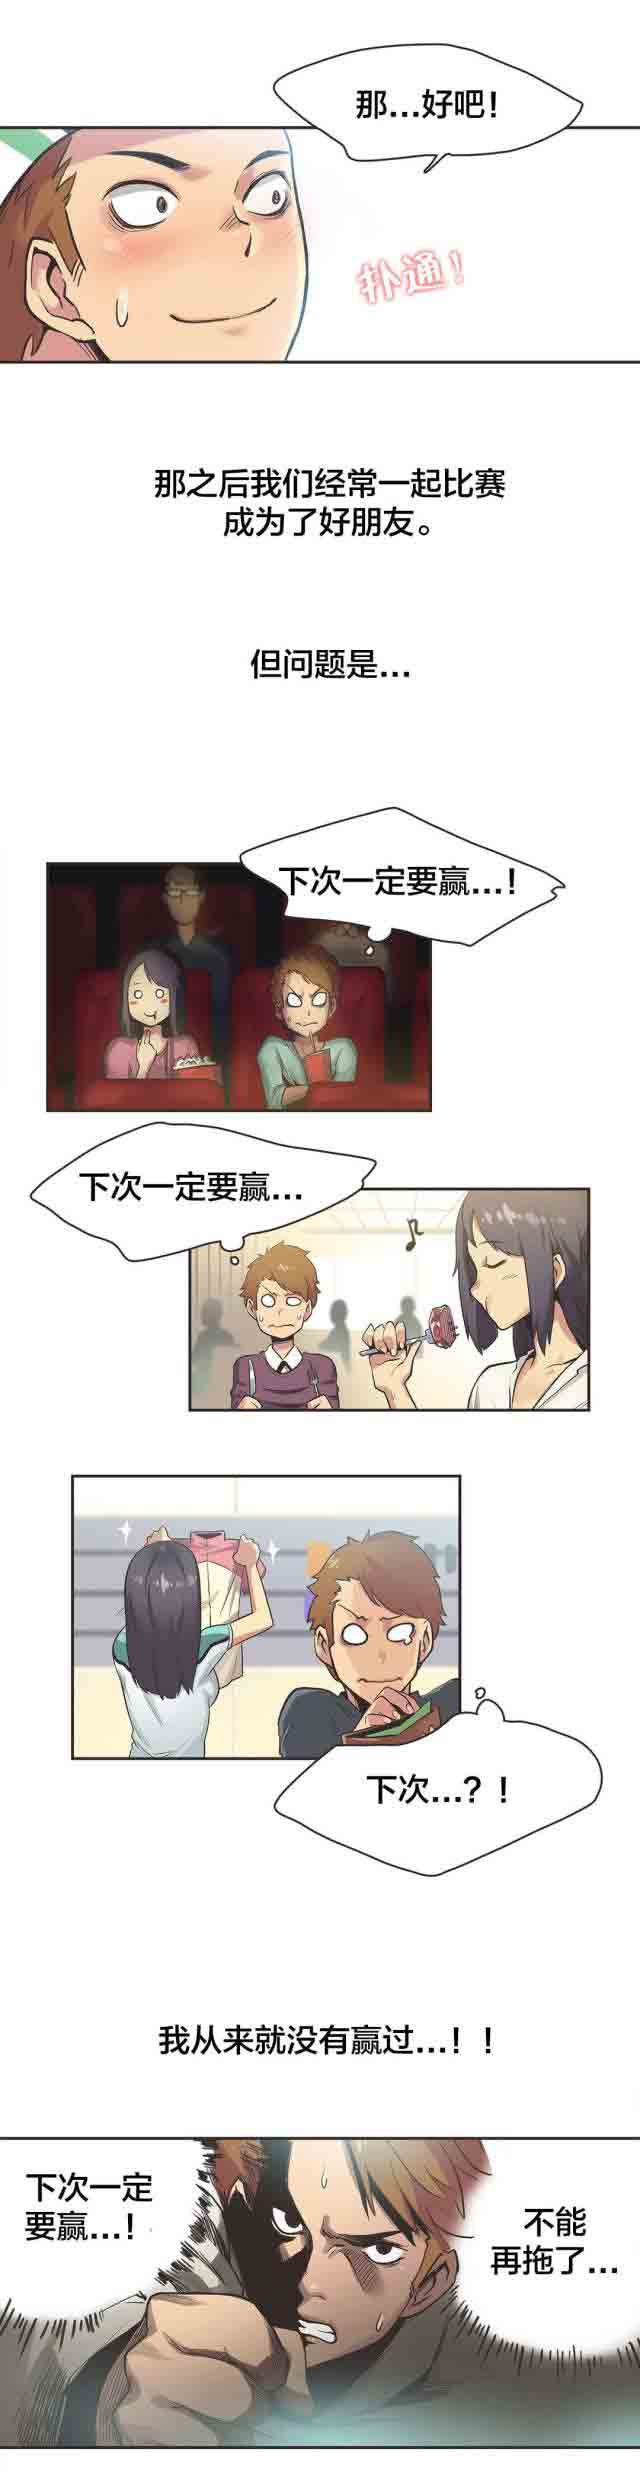 那...好吧！
扑通！
那之后我们经常一起比赛
成为了好朋友。
但问题是...
下次一定要赢...！
下次一定要赢...
下次...？！
我从来就没有赢过...！！
下次一定
要赢...！
不能
再拖了...